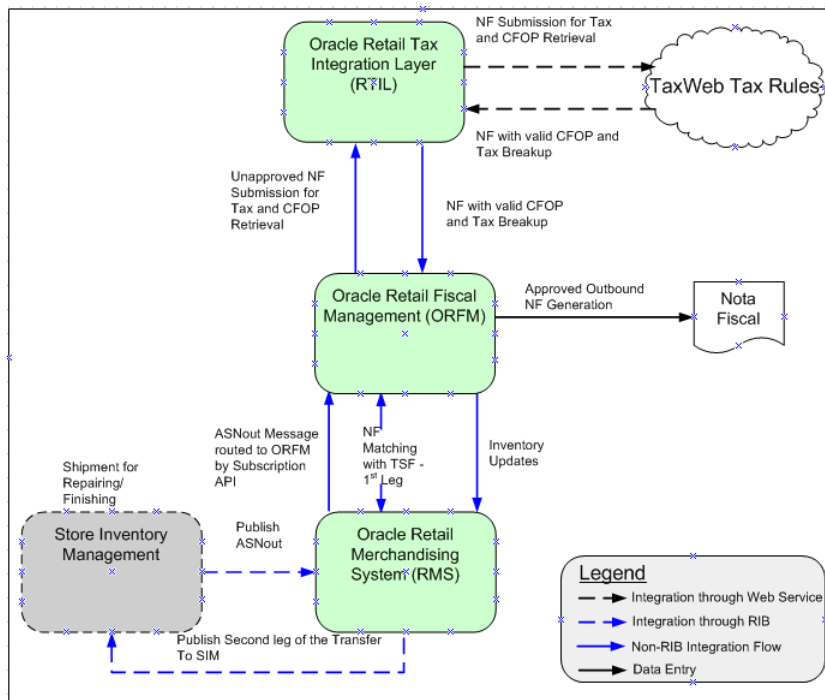 NF Submission for Tax
and CFOP Retrieval
Oracle Retail Tax
Integration Layer
(RTIL)
TaxWeb Tax Rules
NF with valid CFOP and
Tax Breakup
Unapproved NF
Submission for
Tax and CFOP
Retrieval
NF with valid CFOP
and Tax Breakup
Oracle Retail Fiscal
Management (ORFM)
Approved Outbound
NF Generation
Nota
Fiscal
ASNout Message
routed to ORFM
by Subscription
API
NF
Matching
with TSF -
1st Leg
Inventory
Updates
Shipment for
Repairing/
Finishing
Store Inventory
Management
Publish
ASNout
Oracle Retail
Merchandising
System (RMS)
Publish Second leg of the Transfer
To SIM
Legend
Integration through Web Service
Integration through RIB
Non-RIB Integration Flow
Data Entry